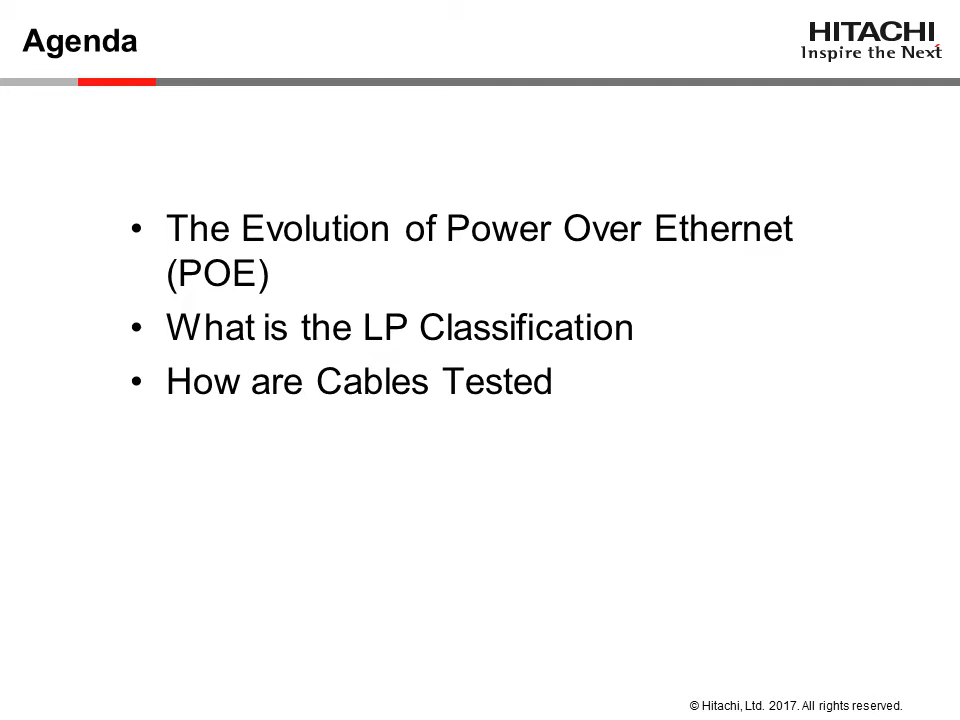 Agenda
HITACHI
Inspire the Next
• The Evolution of Power Over Ethernet
(POE)
• What is the LP Classification
• How are Cables Tested
© Hitachi, Ltd. 2017. All rights reserved.